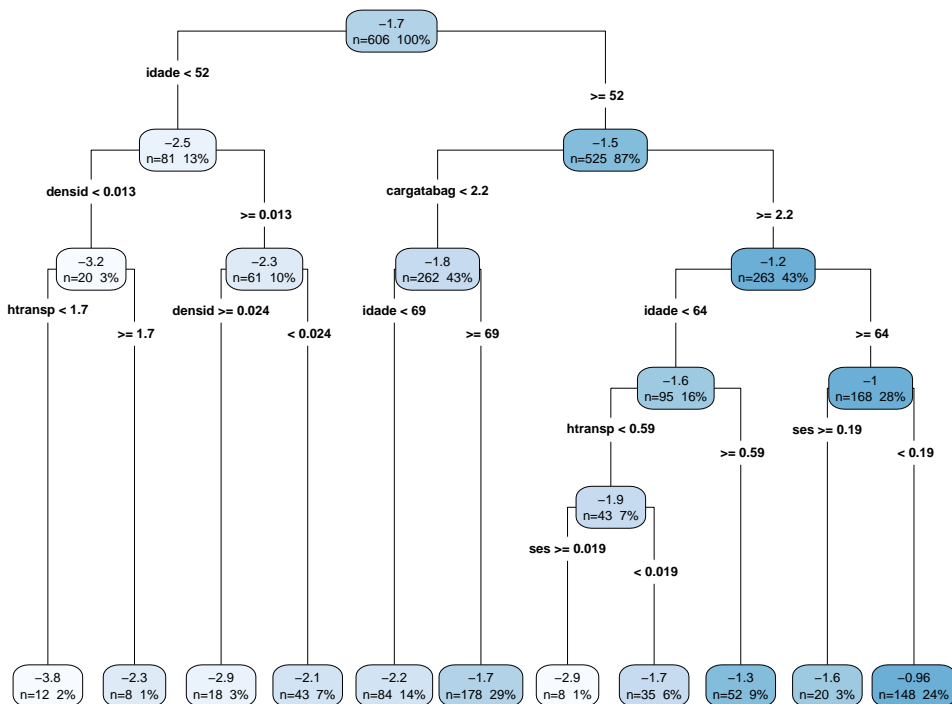 −1.7
n=606 100%
idade < 52
>= 52
−2.5
n=81 13%
−1.5
n=525 87%
densid < 0.013
>= 0.013
cargatabag < 2.2
>= 2.2
−3.2
n=20 3%
−2.3
n=61 10%
−1.8
n=262 43%
−1.2
n=263 43%
htransp < 1.7
>= 1.7
densid >= 0.024
< 0.024
idade < 69
>= 69
idade < 64
>= 64
−1.6
n=95 16%
−1
n=168 28%
htransp < 0.59
>= 0.59
ses >= 0.19
< 0.19
−1.9
n=43 7%
ses >= 0.019
< 0.019
−3.8
n=12 2%
−2.3
n=8 1%
−2.9
n=18 3%
−2.1
n=43 7%
−2.2
n=84 14%
−1.7
n=178 29%
−2.9
n=8 1%
−1.7
n=35 6%
−1.3
n=52 9%
−1.6
n=20 3%
−0.96
n=148 24%